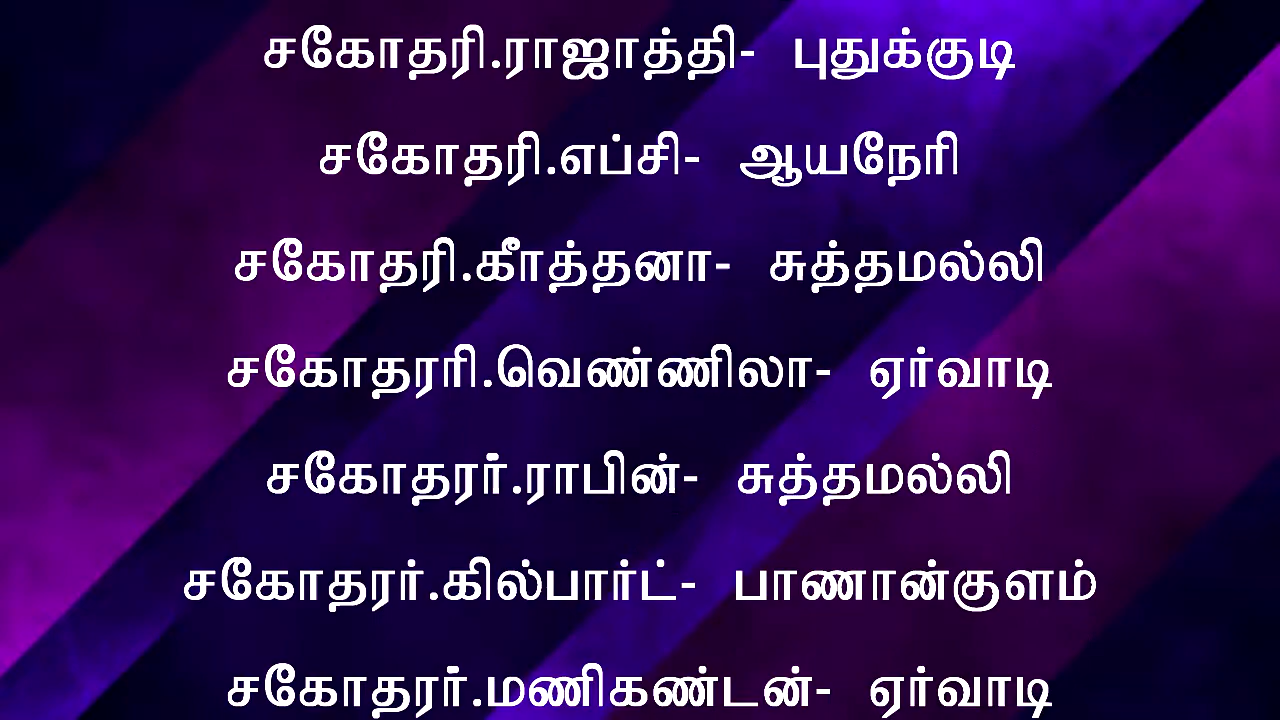 சகோதரி.ராஜாத்தி- புதுக்குடி
சகோதரி.எப்சி- ஆயநேரி
சகோதரி.கீாத்தனா- சுத்தமல்லி
சகோதரரி.வெண்ணிலா- ஏர்வாடி
சகோதரர்.ராபின்- சுத்தமல்லி
சகோதரர்.கில்பார்ட்- பாணான்குளம்
சகோதரர்.மணிகண்டன்- ஏர்வாடி